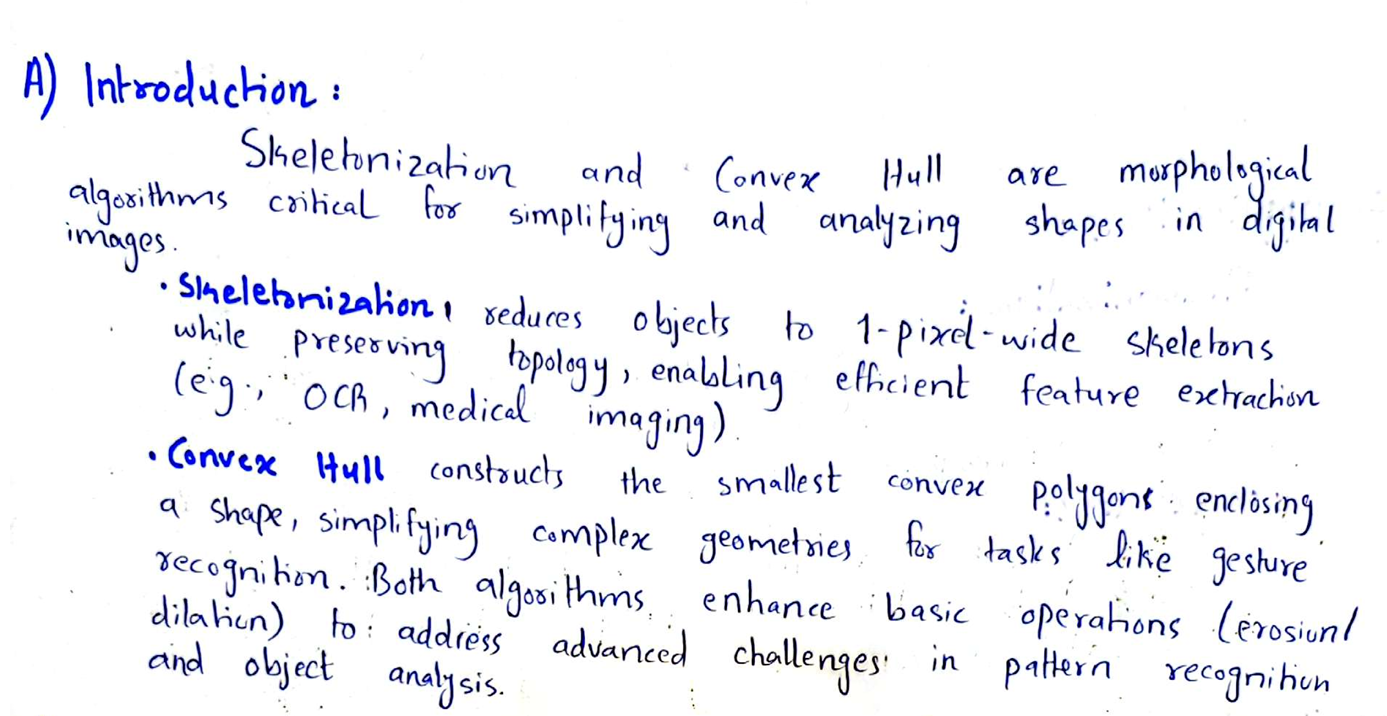 A) Introduction :
Skeletonization and Convex Hull are morphological
algorithms critical for simplifying and analyzing shapes in digital
images.
• Skeletonization, reduces objects to 1-pixel-wide skeletons
while preserving topology, enabling efficient feature extraction
(e.g., OCR, medical imaging).
• Convex Hull constructs the smallest convex polygons enclosing
a shape, simplifying complex geometries for tasks like gesture
recognition. Both algorithms enhance basic operations (erosion/
dilation) to address advanced challenges in pattern recognition
and object analysis.